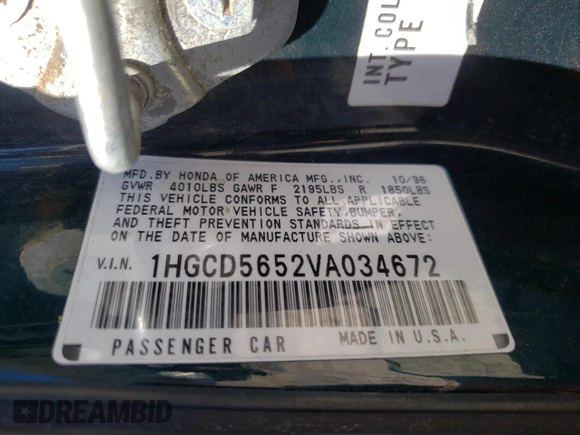 INT.COL
TYPE
MFD.BY HONDA OF AMERICA MFG.,INC. 10/96
GVWR 4010LBS GAWR F 2195LBS R 1850LBS
THIS VEHICLE CONFORMS TO ALL APPLICABLE
FEDERAL MOTOR VEHICLE SAFETY,BUMPER,
AND THEFT PREVENTION STANDARDS IN EFFECT
ON THE DATE OF MANUFACTURE SHOWN ABOVE:
V.I.N. 1HGCD5652VA034672
PASSENGER CAR MADE IN U.S.A.
DREAMBID